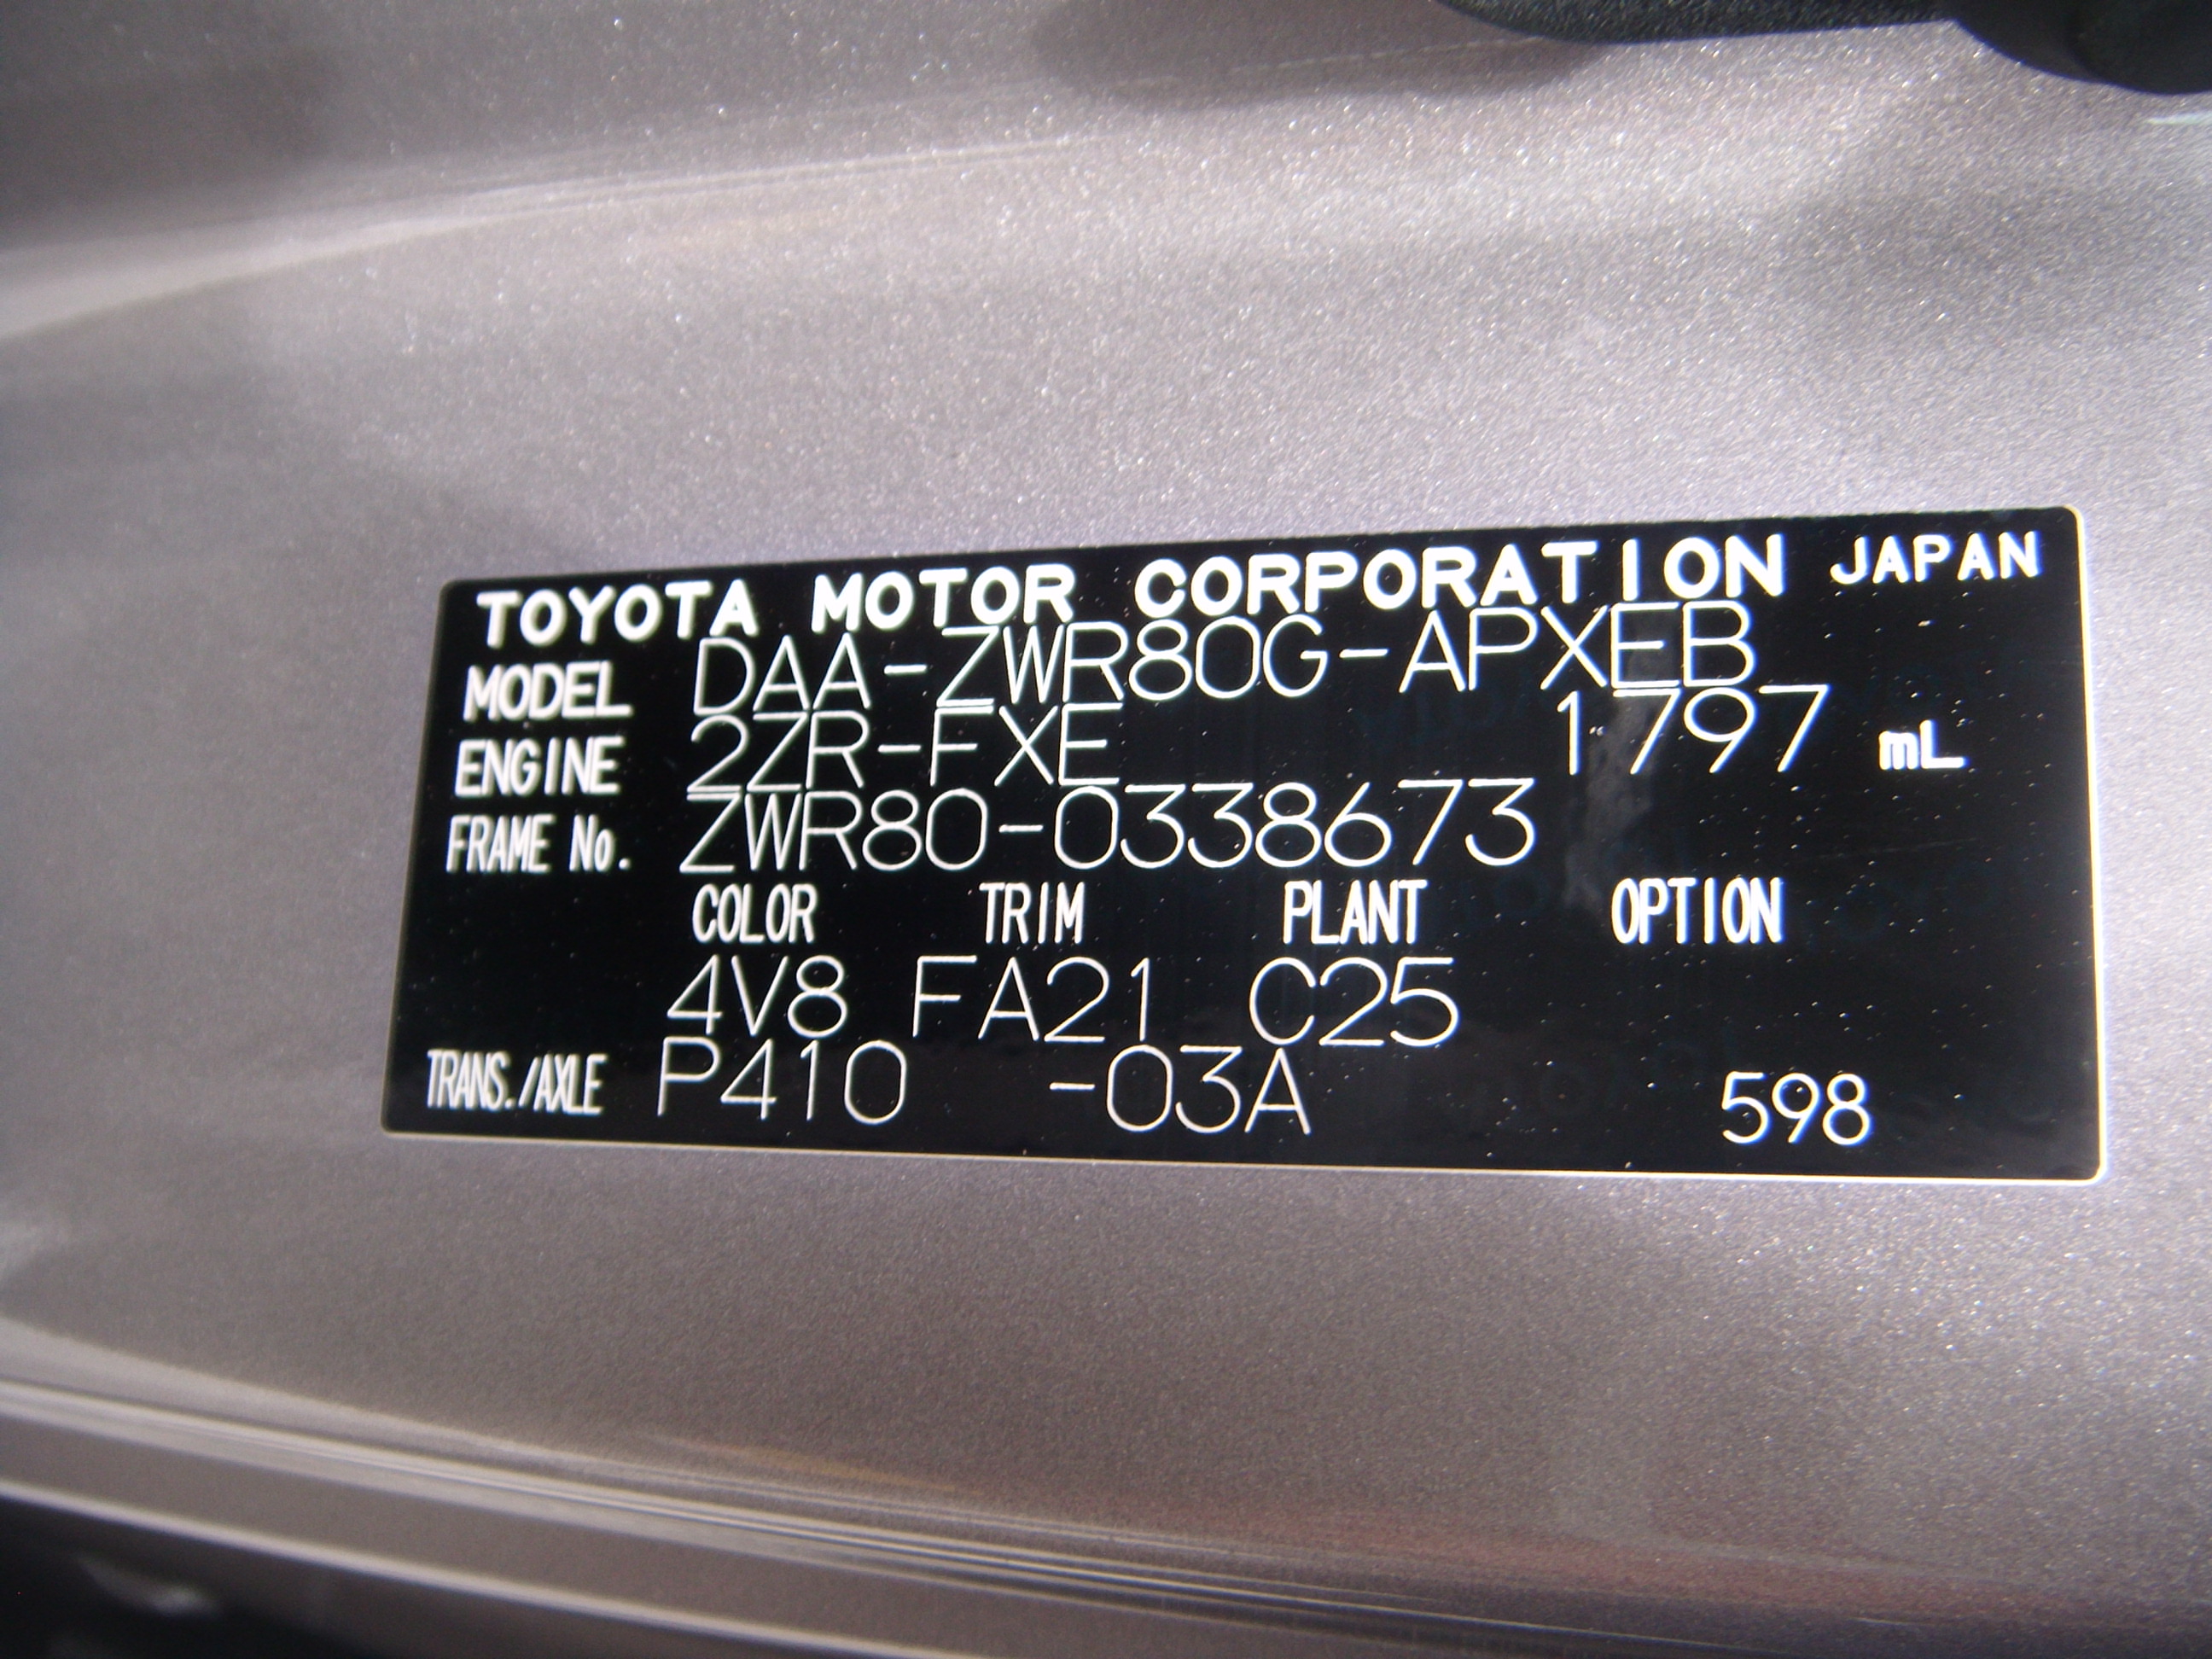 TOYOTA MOTOR CORPORATION JAPAN
MODEL DAA-ZWR80G-APXEB
ENGINE 2ZR-FXE 1797 mL
FRAME No. ZWR80-0338673
COLOR TRIM PLANT OPTION
4V8 FA21 C25
TRANS./AXLE P410 -03A 598